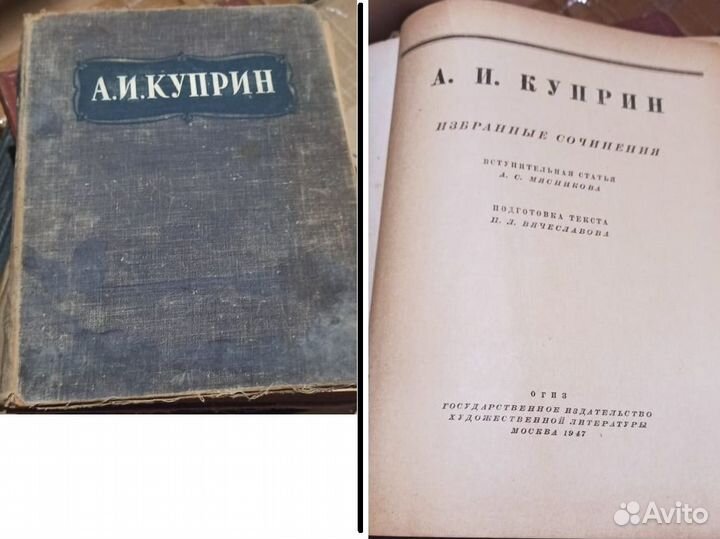 А.И.КУПРИН
А. И. КУПРИН
ИЗБРАННЫЕ СОЧИНЕНИЯ
ВСТУПИТЕЛЬНАЯ СТАТЬЯ
А. С. МЯСНИКОВА
ПОДГОТОВКА ТЕКСТА
П. Л. ВЯЧЕСЛАВОВА
ОГИЗ
ГОСУДАРСТВЕННОЕ ИЗДАТЕЛЬСТВО
ХУДОЖЕСТВЕННОЙ ЛИТЕРАТУРЫ
МОСКВА 1947
Avito